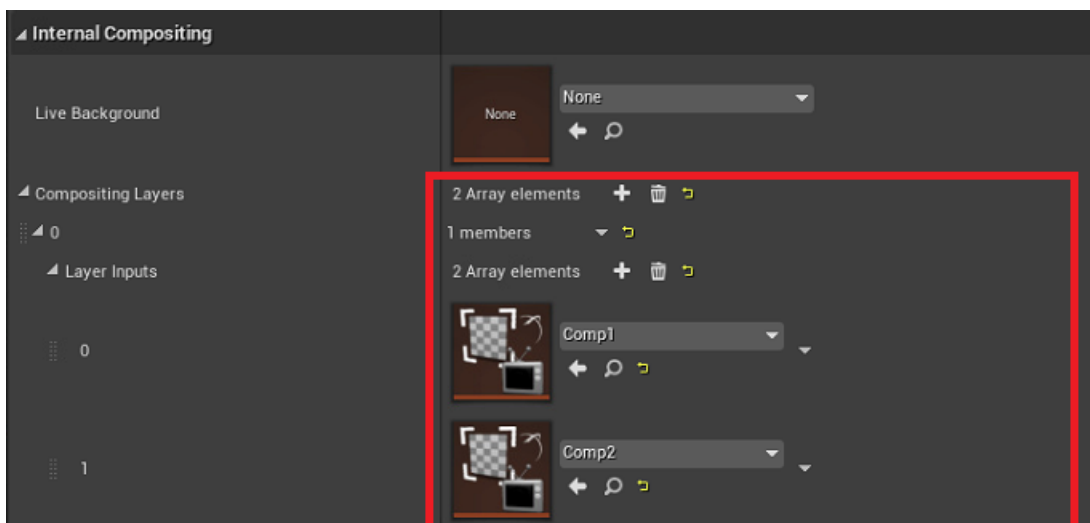 Internal Compositing
Live Background
None
None
Compositing Layers
2 Array elements
0
1 members
Layer Inputs
2 Array elements
0
Comp1
1
Comp2